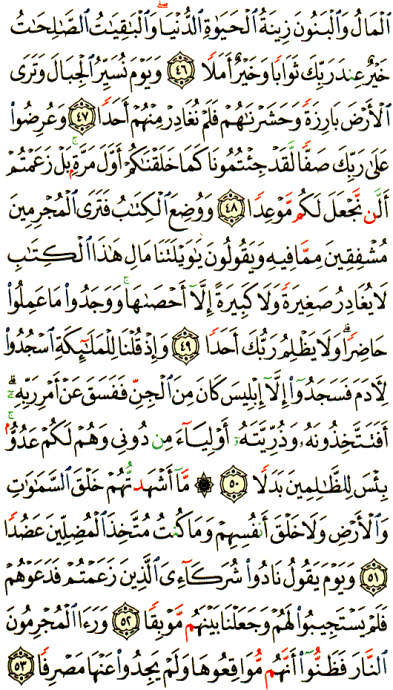 ٱلۡمَالُ وَٱلۡبَنُونَ زِينَةُ ٱلۡحَيَوٰةِ ٱلدُّنۡيَاۖ وَٱلۡبَٰقِيَٰتُ ٱلصَّٰلِحَٰتُ
خَيۡرٌ عِندَ رَبِّكَ ثَوَابٗا وَخَيۡرٌ أَمَلٗا ٤٦ وَيَوۡمَ نُسَيِّرُ ٱلۡجِبَالَ وَتَرَى
ٱلۡأَرۡضَ بَارِزَةٗ وَحَشَرۡنَٰهُمۡ فَلَمۡ نُغَادِرۡ مِنۡهُمۡ أَحَدٗا ٤٧ وَعُرِضُواْ
عَلَىٰ رَبِّكَ صَفّٗا لَّقَدۡ جِئۡتُمُونَا كَمَا خَلَقۡنَٰكُمۡ أَوَّلَ مَرَّةِۭۚ بَلۡ زَعَمۡتُمۡ
أَلَّن نَّجۡعَلَ لَكُم مَّوۡعِدٗا ٤٨ وَوُضِعَ ٱلۡكِتَٰبُ فَتَرَى ٱلۡمُجۡرِمِينَ
مُشۡفِقِينَ مِمَّا فِيهِ وَيَقُولُونَ يَٰوَيۡلَتَنَا مَالِ هَٰذَا ٱلۡكِتَٰبِ
لَا يُغَادِرُ صَغِيرَةٗ وَلَا كَبِيرَةً إِلَّآ أَحۡصَىٰهَاۚ وَوَجَدُواْ مَا عَمِلُواْ
حَاضِرٗاۗ وَلَا يَظۡلِمُ رَبُّكَ أَحَدٗا ٤٩ وَإِذۡ قُلۡنَا لِلۡمَلَٰٓئِكَةِ ٱسۡجُدُواْ
لِأٓدَمَ فَسَجَدُوٓاْ إِلَّآ إِبۡلِيسَ كَانَ مِنَ ٱلۡجِنِّ فَفَسَقَ عَنۡ أَمۡرِ رَبِّهِۦٓۗ
أَفَتَتَّخِذُونَهُۥ وَذُرِّيَّتَهُۥٓ أَوۡلِيَآءَ مِن دُونِي وَهُمۡ لَكُمۡ عَدُوُّۢۚ
بِئۡسَ لِلظَّٰلِمِينَ بَدَلٗا ٥٠ ۞ مَّآ أَشۡهَدتُّهُمۡ خَلۡقَ ٱلسَّمَٰوَٰتِ
وَٱلۡأَرۡضِ وَلَا خَلۡقَ أَنفُسِهِمۡ وَمَا كُنتُ مُتَّخِذَ ٱلۡمُضِلِّينَ عَضُدٗا
٥١ وَيَوۡمَ يَقُولُ نَادُواْ شُرَكَآءِيَ ٱلَّذِينَ زَعَمۡتُمۡ فَدَعَوۡهُمۡ
فَلَمۡ يَسۡتَجِيبُواْ لَهُمۡ وَجَعَلۡنَا بَيۡنَهُم مَّوۡبِقٗا ٥٢ وَرَءَا ٱلۡمُجۡرِمُونَ
ٱلنَّارَ فَظَنُّوٓاْ أَنَّهُم مُّوَاقِعُوهَا وَلَمۡ يَجِدُواْ عَنۡهَا مَصۡرِفٗا ٥٣